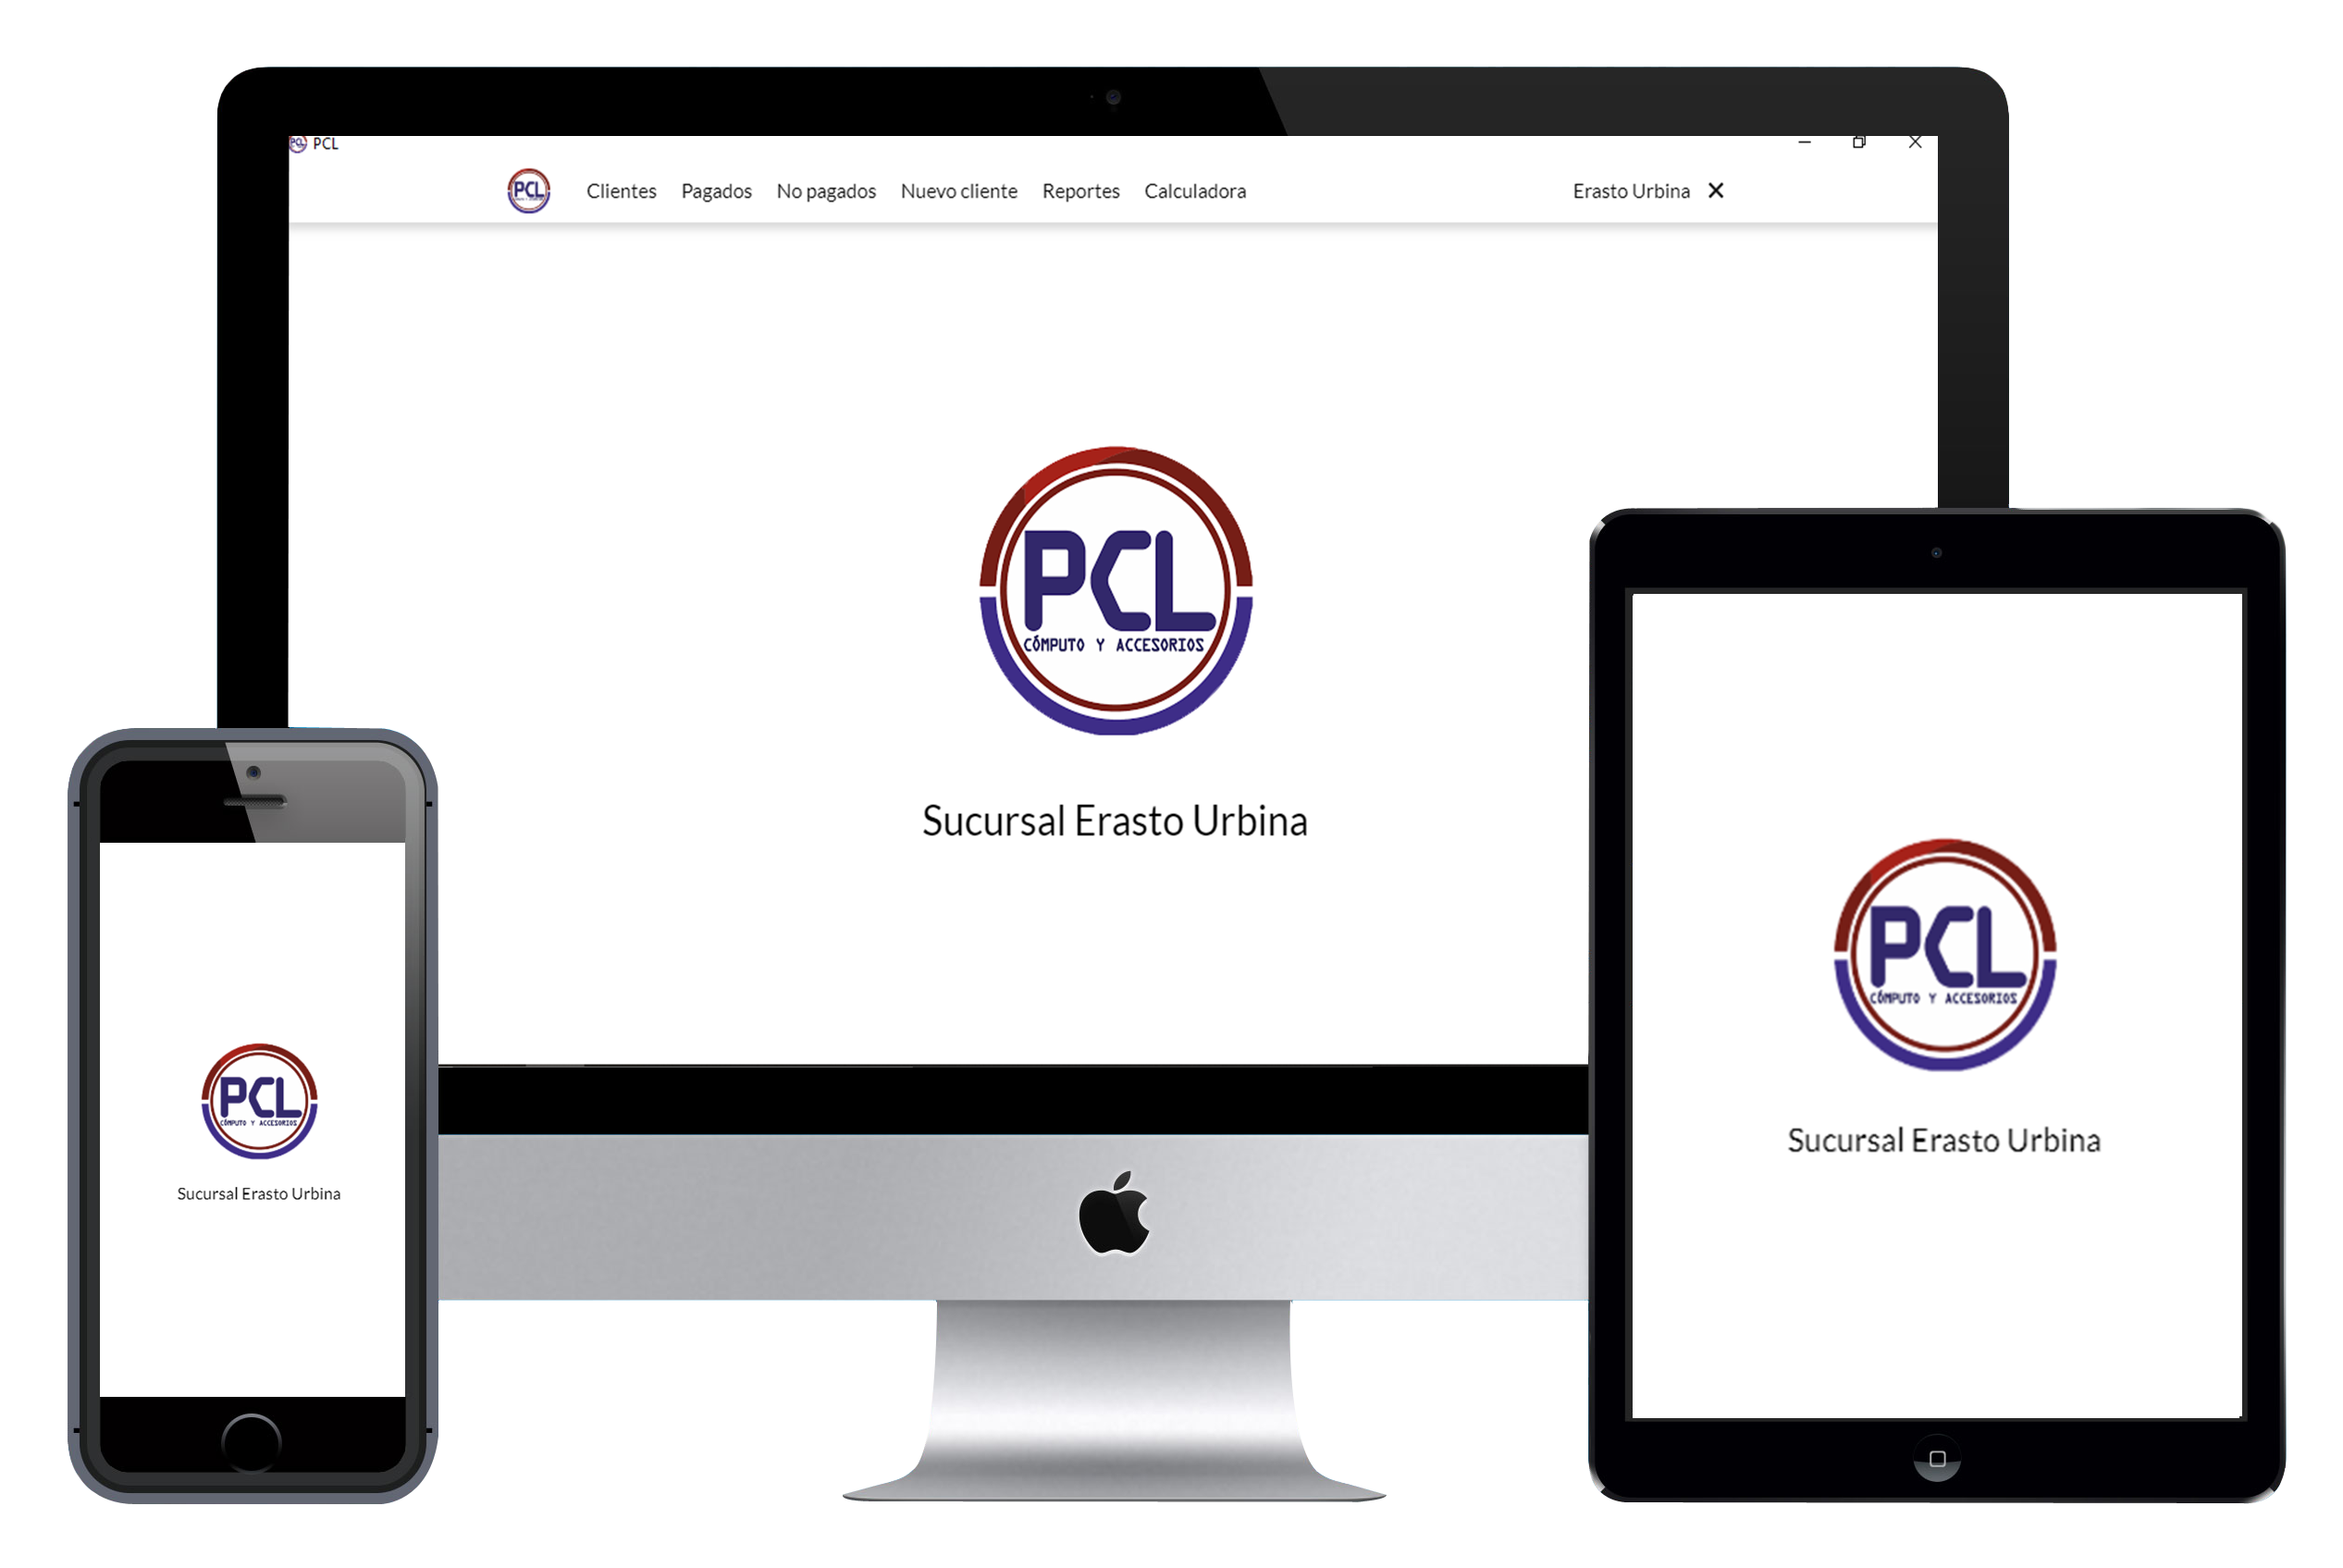 PCL PCL
PCL Clientes Pagados No pagados Nuevo cliente Reportes Calculadora Erasto Urbina
PCL
CÓMPUTO Y ACCESORIOS
Sucursal Erasto Urbina
PCL
CÓMPUTO Y ACCESORIOS
Sucursal Erasto Urbina
PCL
CÓMPUTO Y ACCESORIOS
Sucursal Erasto Urbina